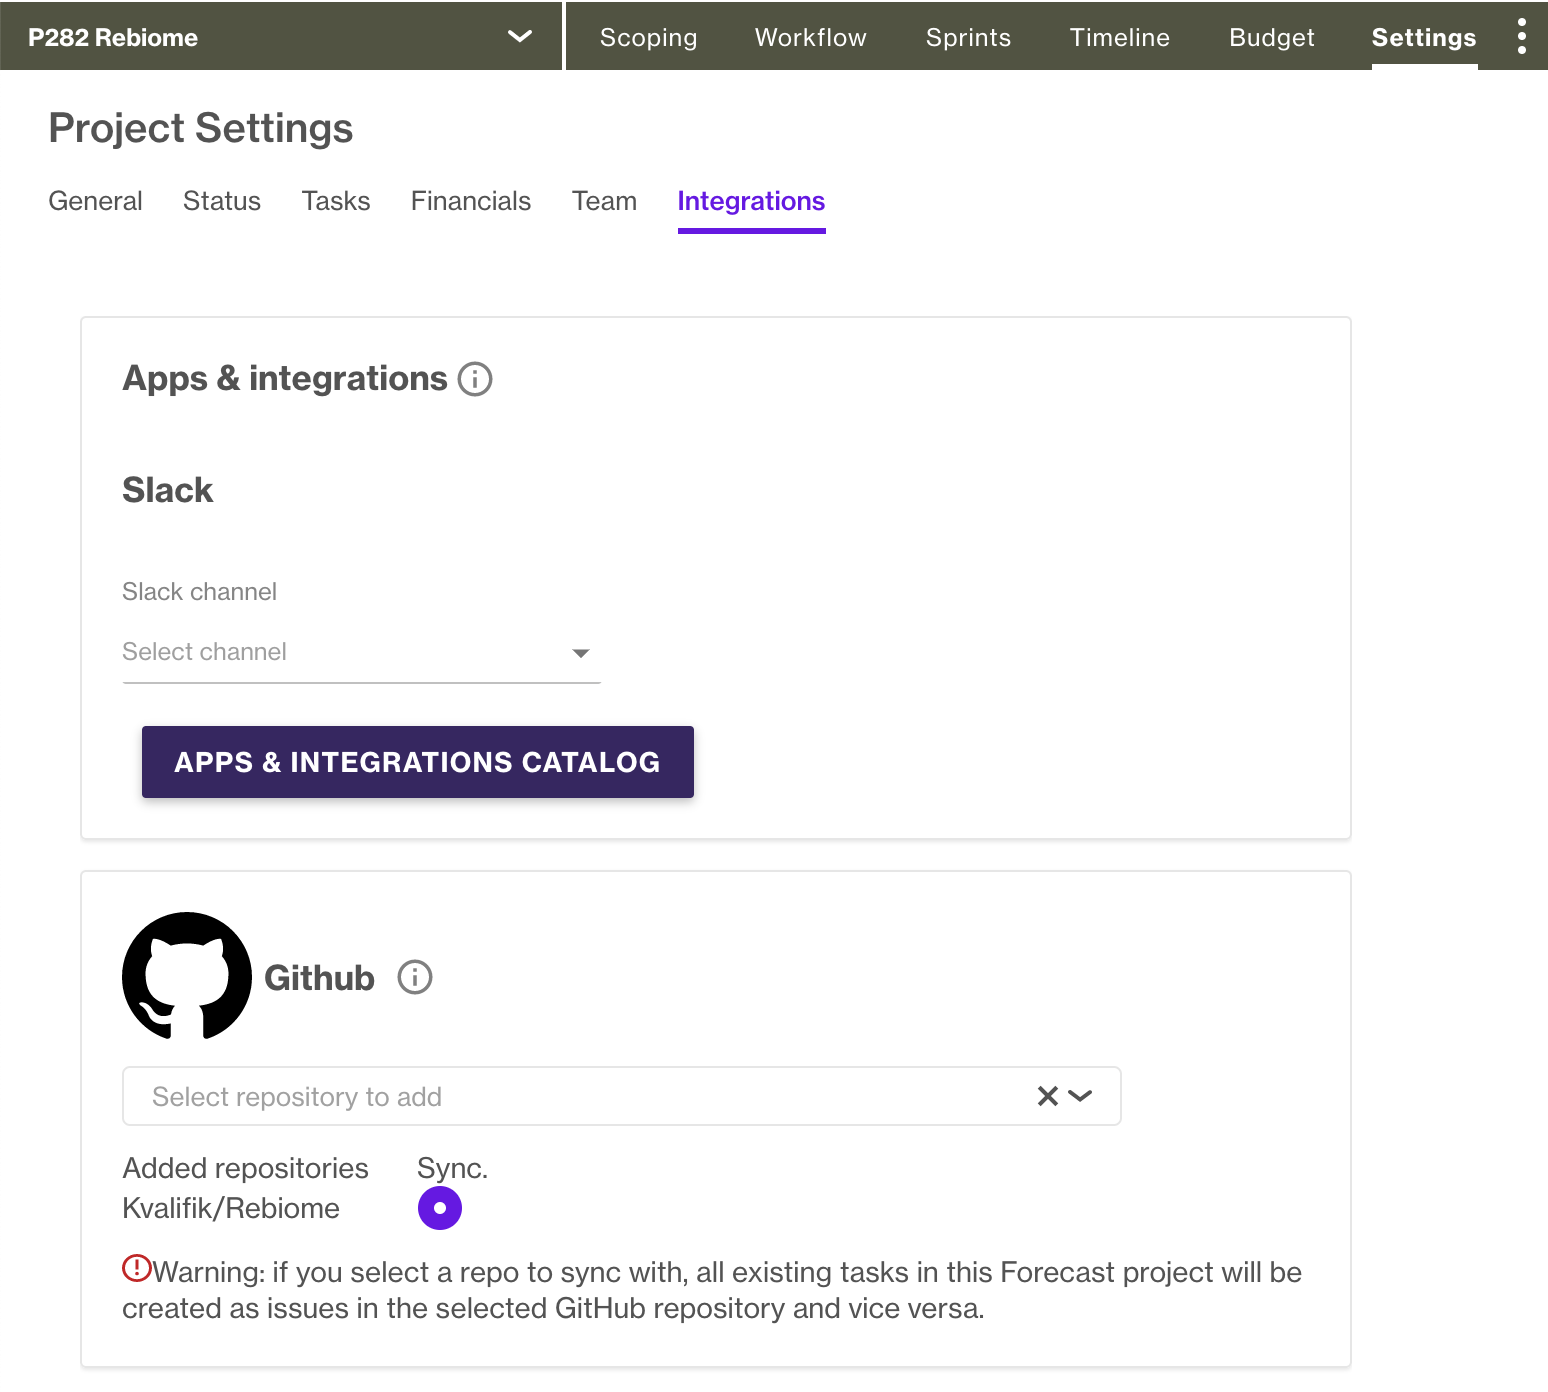 P282 Rebiome
Scoping Workflow Sprints Timeline Budget Settings
Project Settings
General Status Tasks Financials Team Integrations
Apps & integrations
Slack
Slack channel
Select channel
APPS & INTEGRATIONS CATALOG
Github
Select repository to add
Added repositories Sync.
Kvalifik/Rebiome
Warning: if you select a repo to sync with, all existing tasks in this Forecast project will be
created as issues in the selected GitHub repository and vice versa.